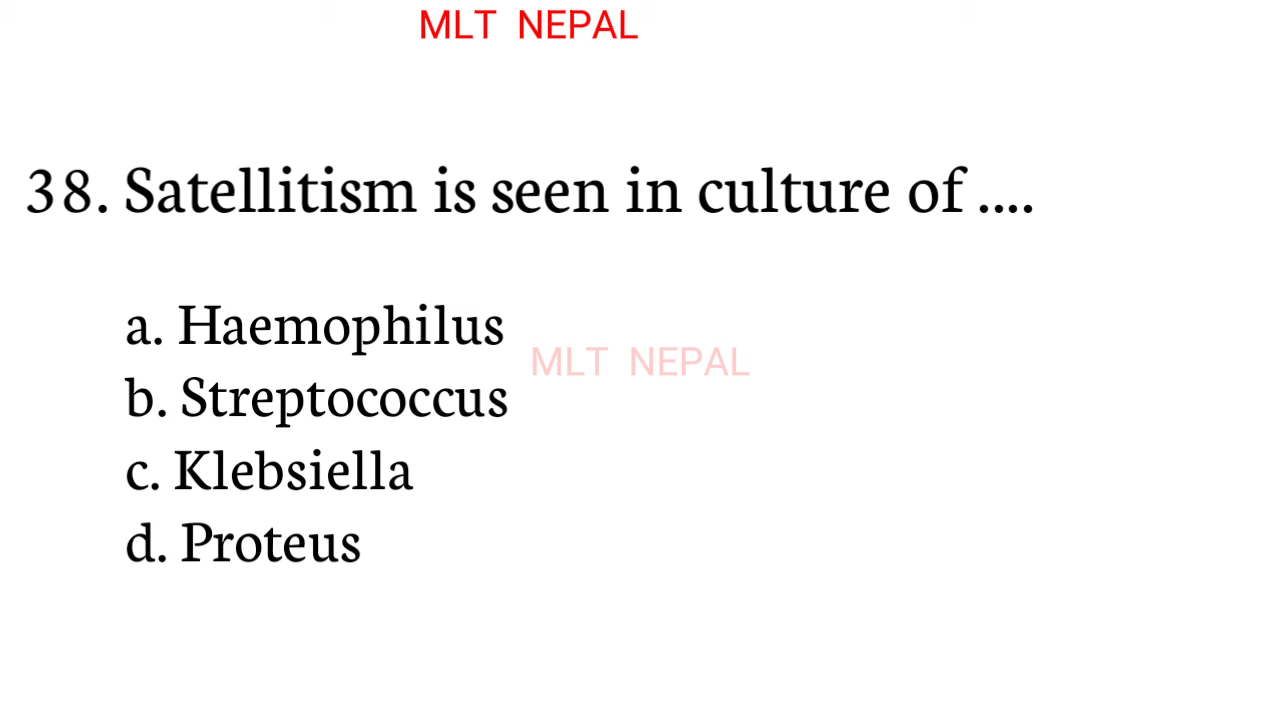 MLT NEPAL
38. Satellitism is seen in culture of ....
a. Haemophilus
MLT NEPAL
b. Streptococcus
c. Klebsiella
d. Proteus